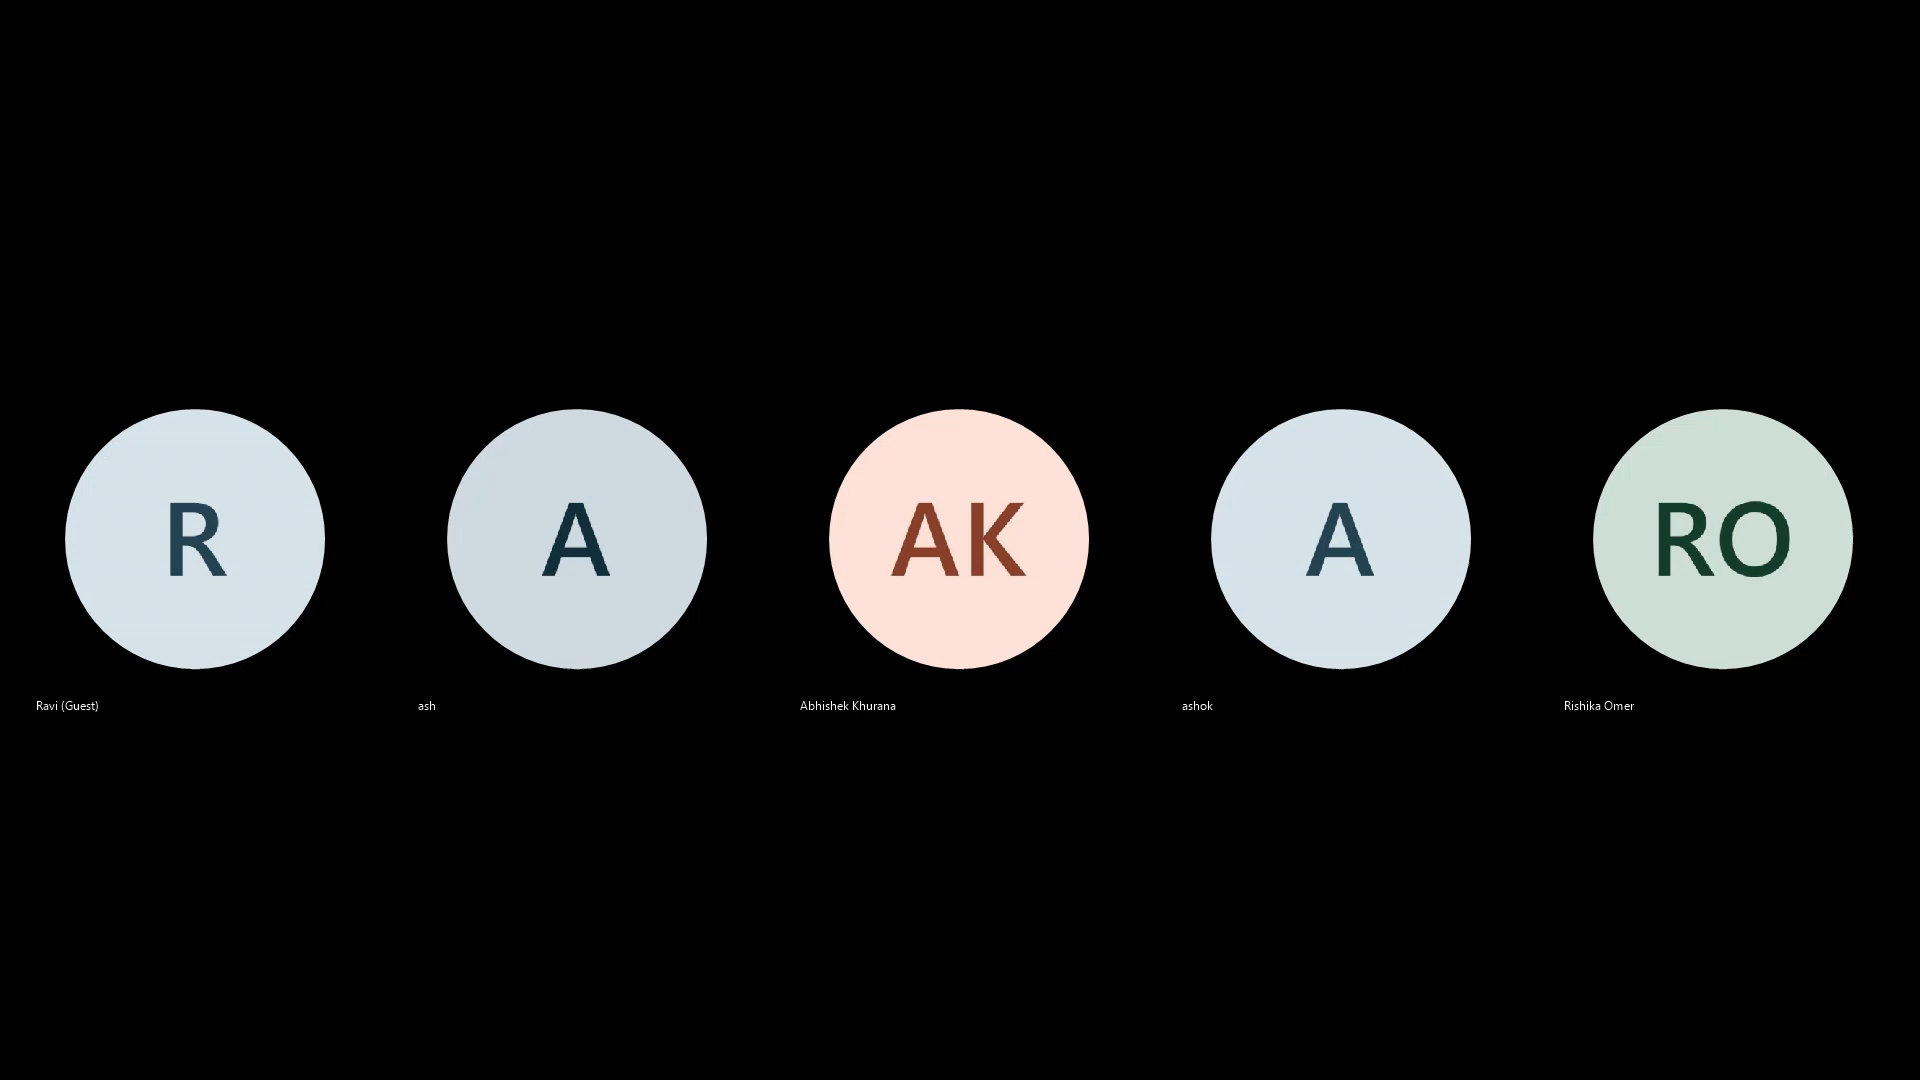 R
A
AK
A
RO
Ravi (Guest)
ash
Abhishek Khurana
ashok
Rishika Omer